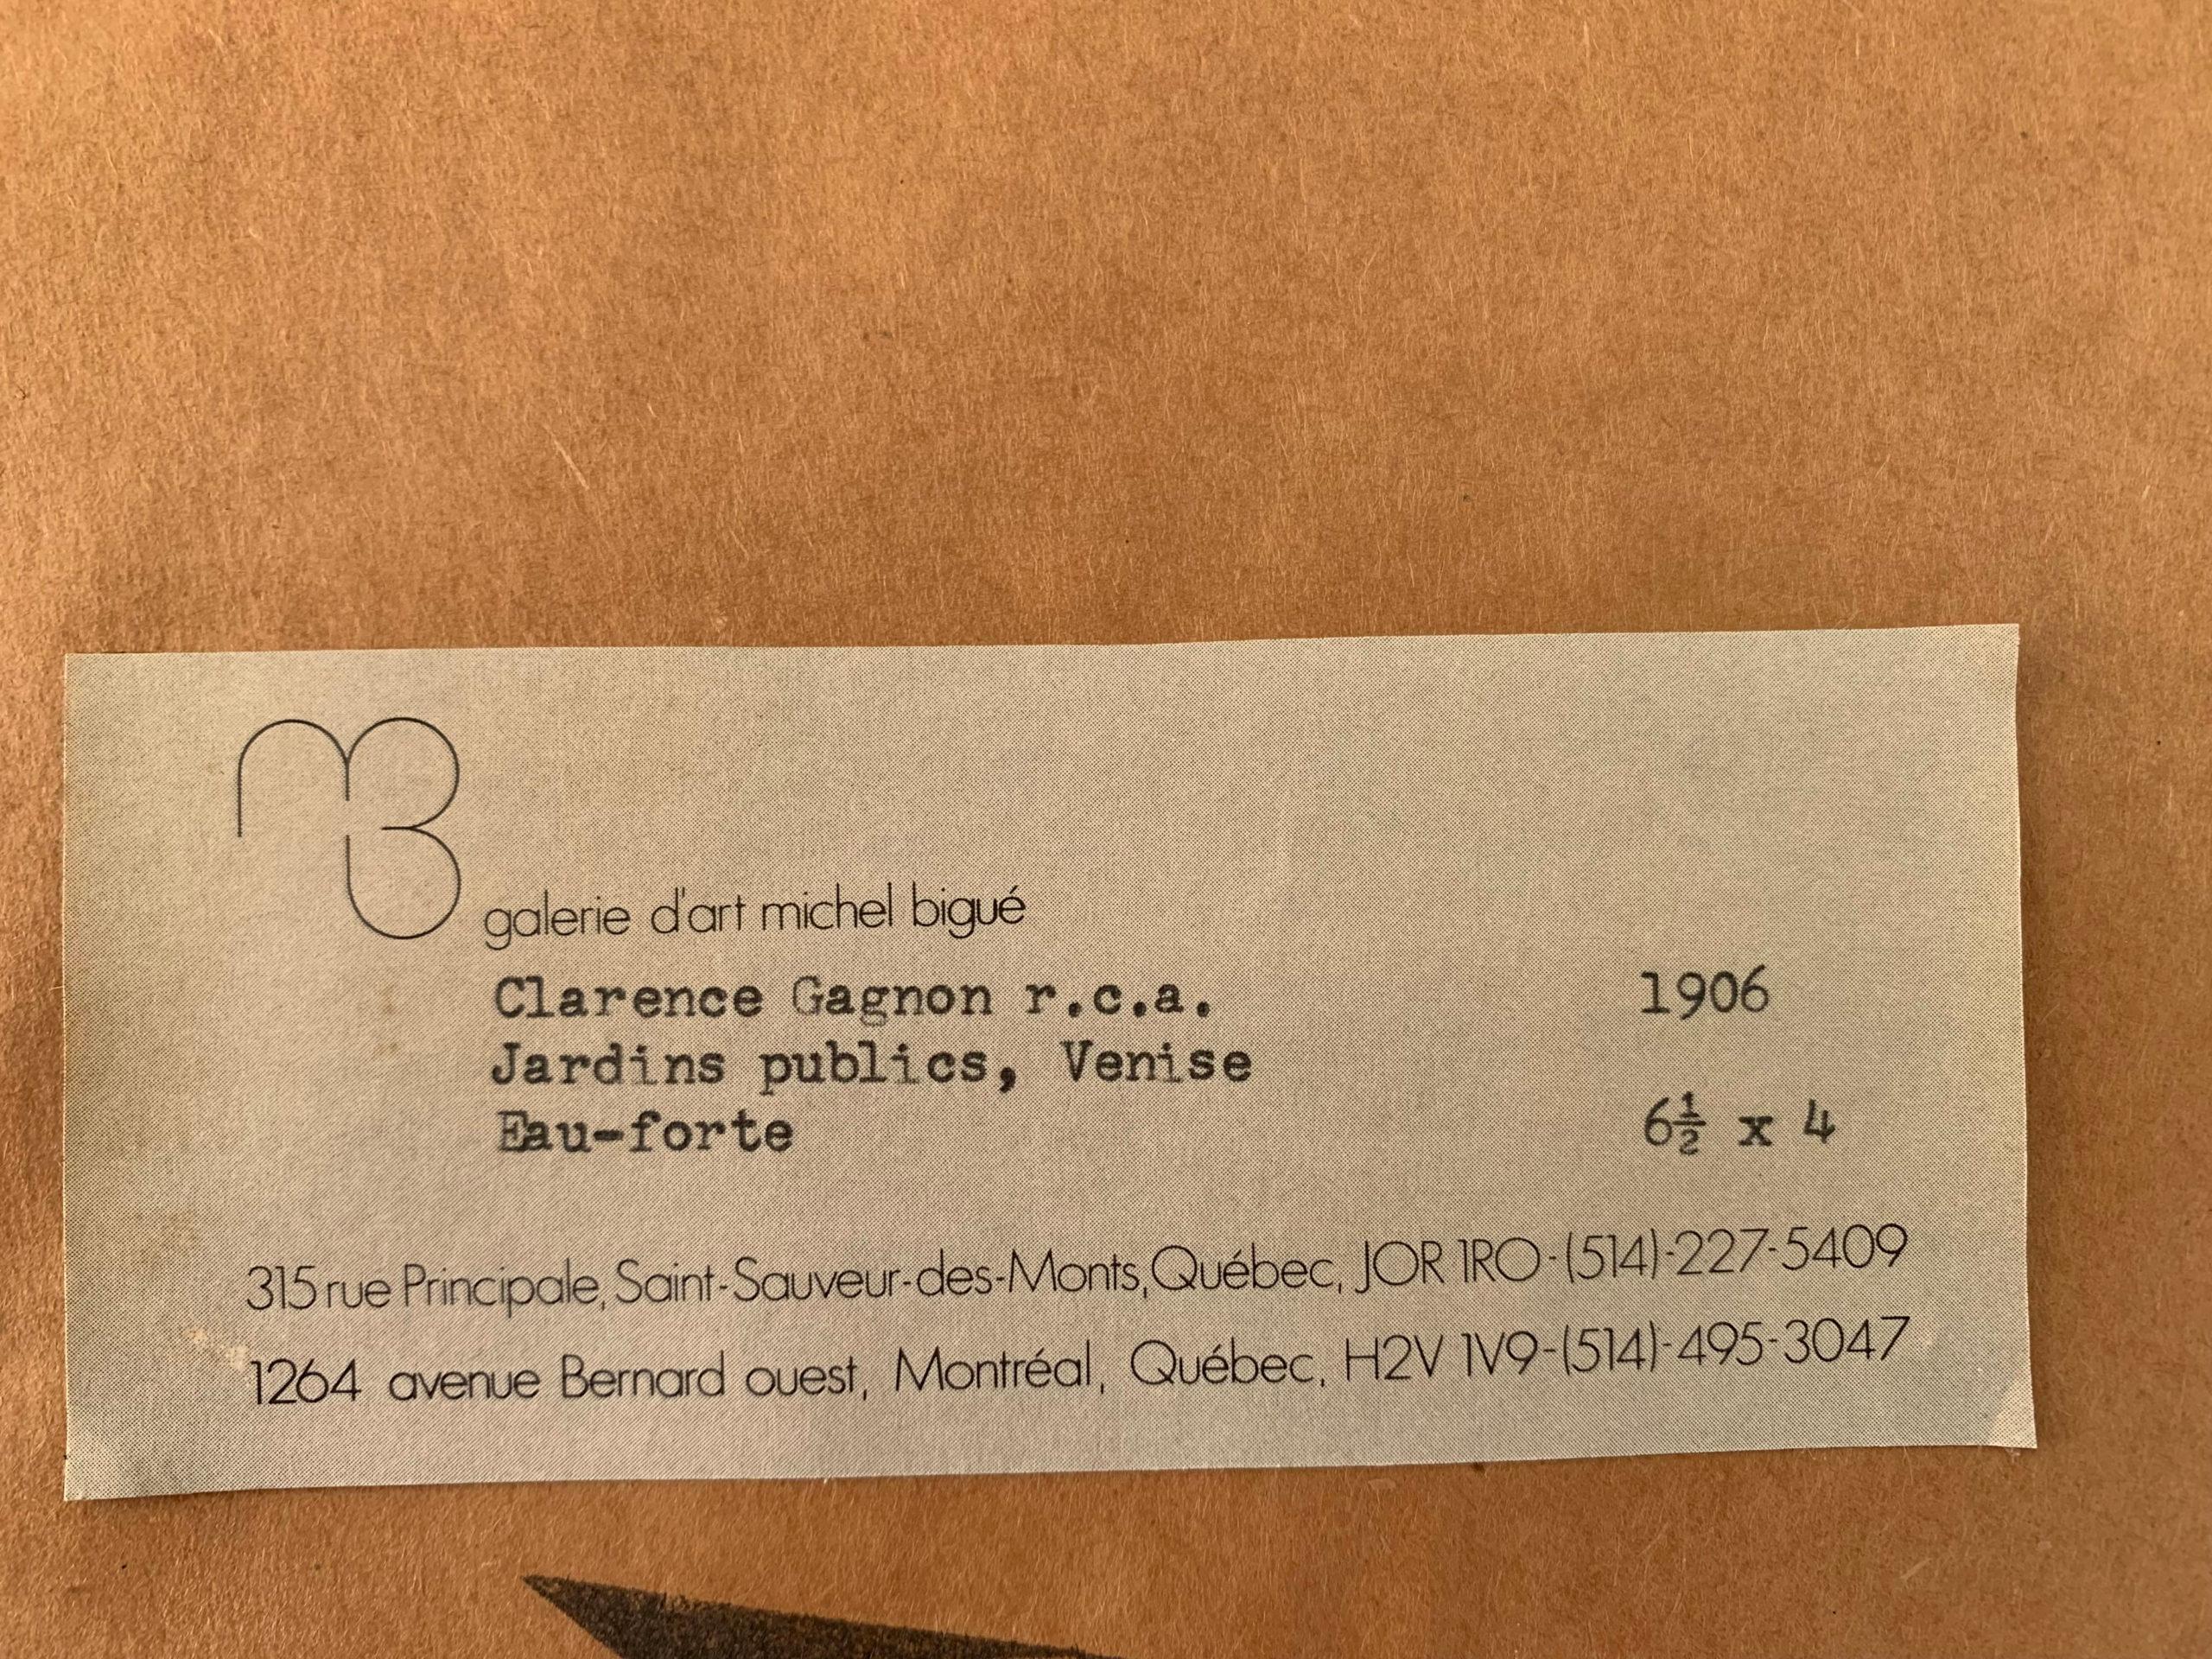 MB
galerie d'art michel bigué
Clarence Gagnon r.c.a. 1906
Jardins publics, Venise
Eau-forte 6½ x 4
315 rue Principale, Saint-Sauveur-des-Monts, Québec, JOR 1RO-(514)-227-5409
1264 avenue Bernard ouest, Montréal, Québec, H2V 1V9-(514)-495-3047